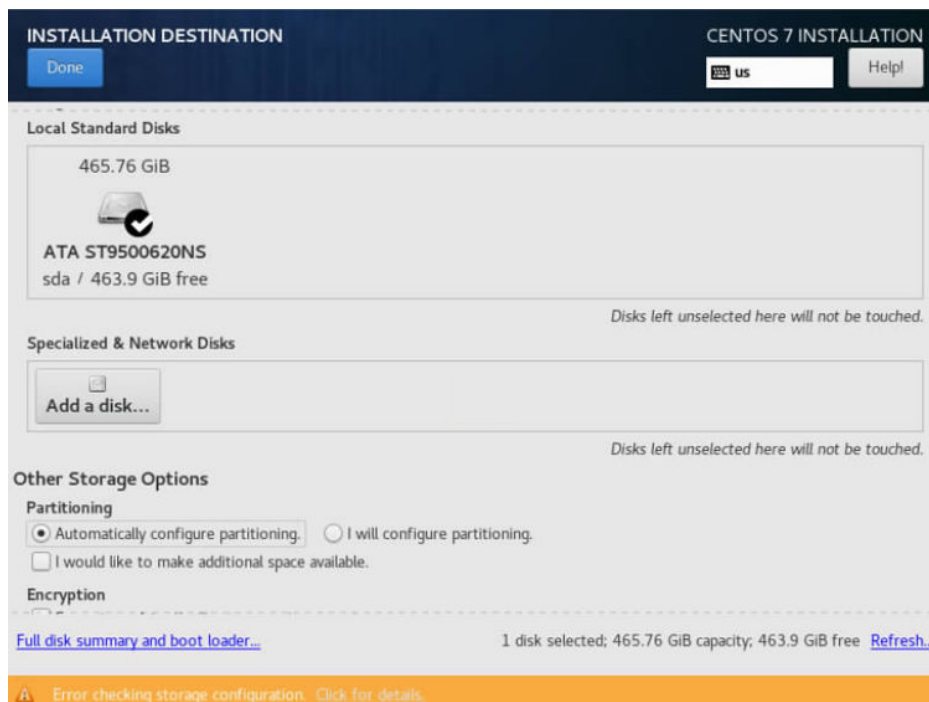 INSTALLATION DESTINATION
CENTOS 7 INSTALLATION
Done
us
Help!
Local Standard Disks
465.76 GiB
ATA ST9500620NS
sda / 463.9 GiB free
Disks left unselected here will not be touched.
Specialized & Network Disks
Add a disk...
Disks left unselected here will not be touched.
Other Storage Options
Partitioning
Automatically configure partitioning. I will configure partitioning.
I would like to make additional space available.
Encryption
Full disk summary and boot loader... 1 disk selected; 465.76 GiB capacity; 463.9 GiB free Refresh..
Error checking storage configuration. Click for details.